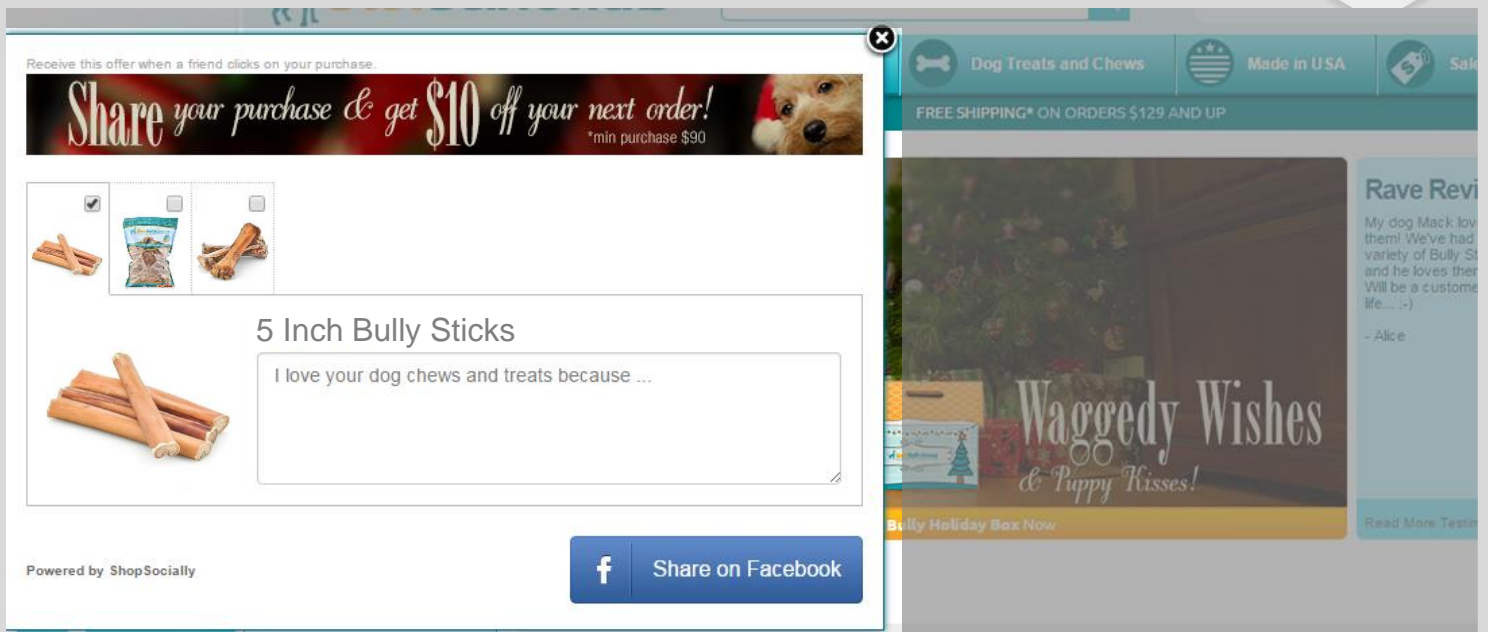 Receive this offer when a friend clicks on your purchase.
Share your purchase & get $10 off your next order!
*min purchase $90
5 Inch Bully Sticks
I love your dog chews and treats because ...
Powered by ShopSocially
f Share on Facebook
Dog Treats and Chews
Made in USA
Sale
FREE SHIPPING* ON ORDERS $129 AND UP
Waggedy Wishes
& Puppy Kisses!
Bully Holiday Box Now
Rave Revi
My dog Mack lov
them! We've had
variety of Bully St
and he loves ther
Will be a custome
life... :-)
- Alice
Read More Testim